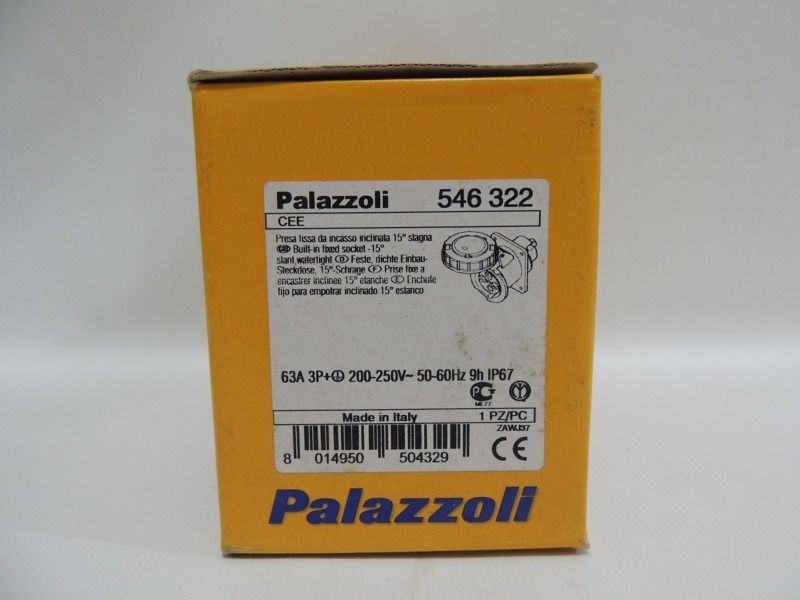 Palazzoli 546 322
CEE
Presa fissa da incasso inclinata 15° stagna
GB Built-in fixed socket -15°
slant,watertight D Feste, dichte Einbau-
Steckdose, 15°-Schrage F Prise fixe a
encastrer inclinee 15° etanche E Enchufe
fijo para empotrar inclinado 15° estanco
63A 3P+ 200-250V~ 50-60Hz 9h IP67
Made in Italy 1 PZ/PC
ZAWJ37
8 014950 504329 CE
Palazzoli